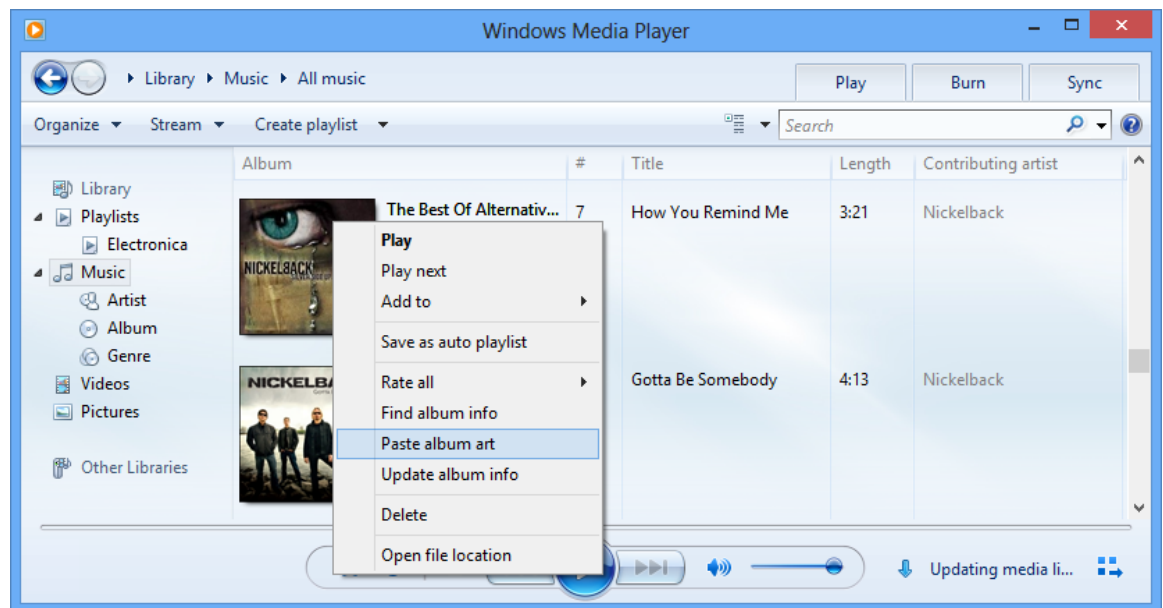 Windows Media Player
Library Music All music
Play Burn Sync
Organize Stream Create playlist Search
Album # Title Length Contributing artist
Library
Playlists
Electronica
Music
Artist
Album
Genre
Videos
Pictures
Other Libraries
NICKELBACK
The Best Of Alternativ... 7 How You Remind Me 3:21 Nickelback
Gotta Be Somebody 4:13 Nickelback
Play
Play next
Add to
Save as auto playlist
Rate all
Find album info
Paste album art
Update album info
Delete
Open file location
Updating media li...